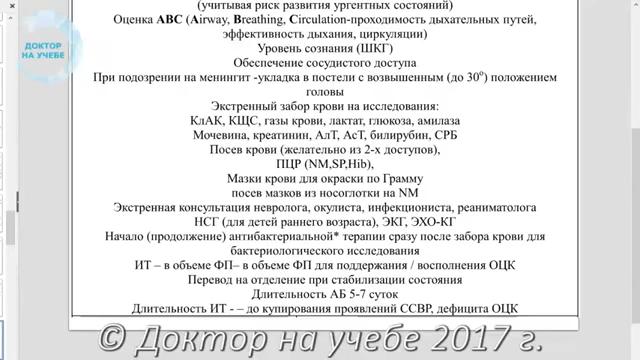 (учитывая риск развития ургентных состояний)
Оценка ABC (Airway, Breathing, Circulation-проходимость дыхательных путей,
эффективность дыхания, циркуляции)
Уровень сознания (ШКГ)
Обеспечение сосудистого доступа
При подозрении на менингит -укладка в постели с возвышенным (до 30о) положением
головы
Экстренный забор крови на исследования:
КлАК, КЩС, газы крови, лактат, глюкоза, амилаза
Мочевина, креатинин, АлТ, АсТ, билирубин, СРБ
Посев крови (желательно из 2-х доступов),
ПЦР (NM,SP,Hib),
Мазки крови для окраски по Грамму
посев мазков из носоглотки на NM
Экстренная консультация невролога, окулиста, инфекциониста, реаниматолога
НСГ (для детей раннего возраста), ЭКГ, ЭХО-КГ
Начало (продолжение) антибактериальной* терапии сразу после забора крови для
бактериологического исследования
ИТ – в объеме ФП– в объеме ФП для поддержания / восполнения ОЦК
Перевод на отделение при стабилизации состояния
Длительность АБ 5-7 суток
Длительность ИТ - – до купирования проявлений ССВР, дефицита ОЦК
ДОКТОР
НА УЧЕБЕ
© Доктор на учебе 2017 г.